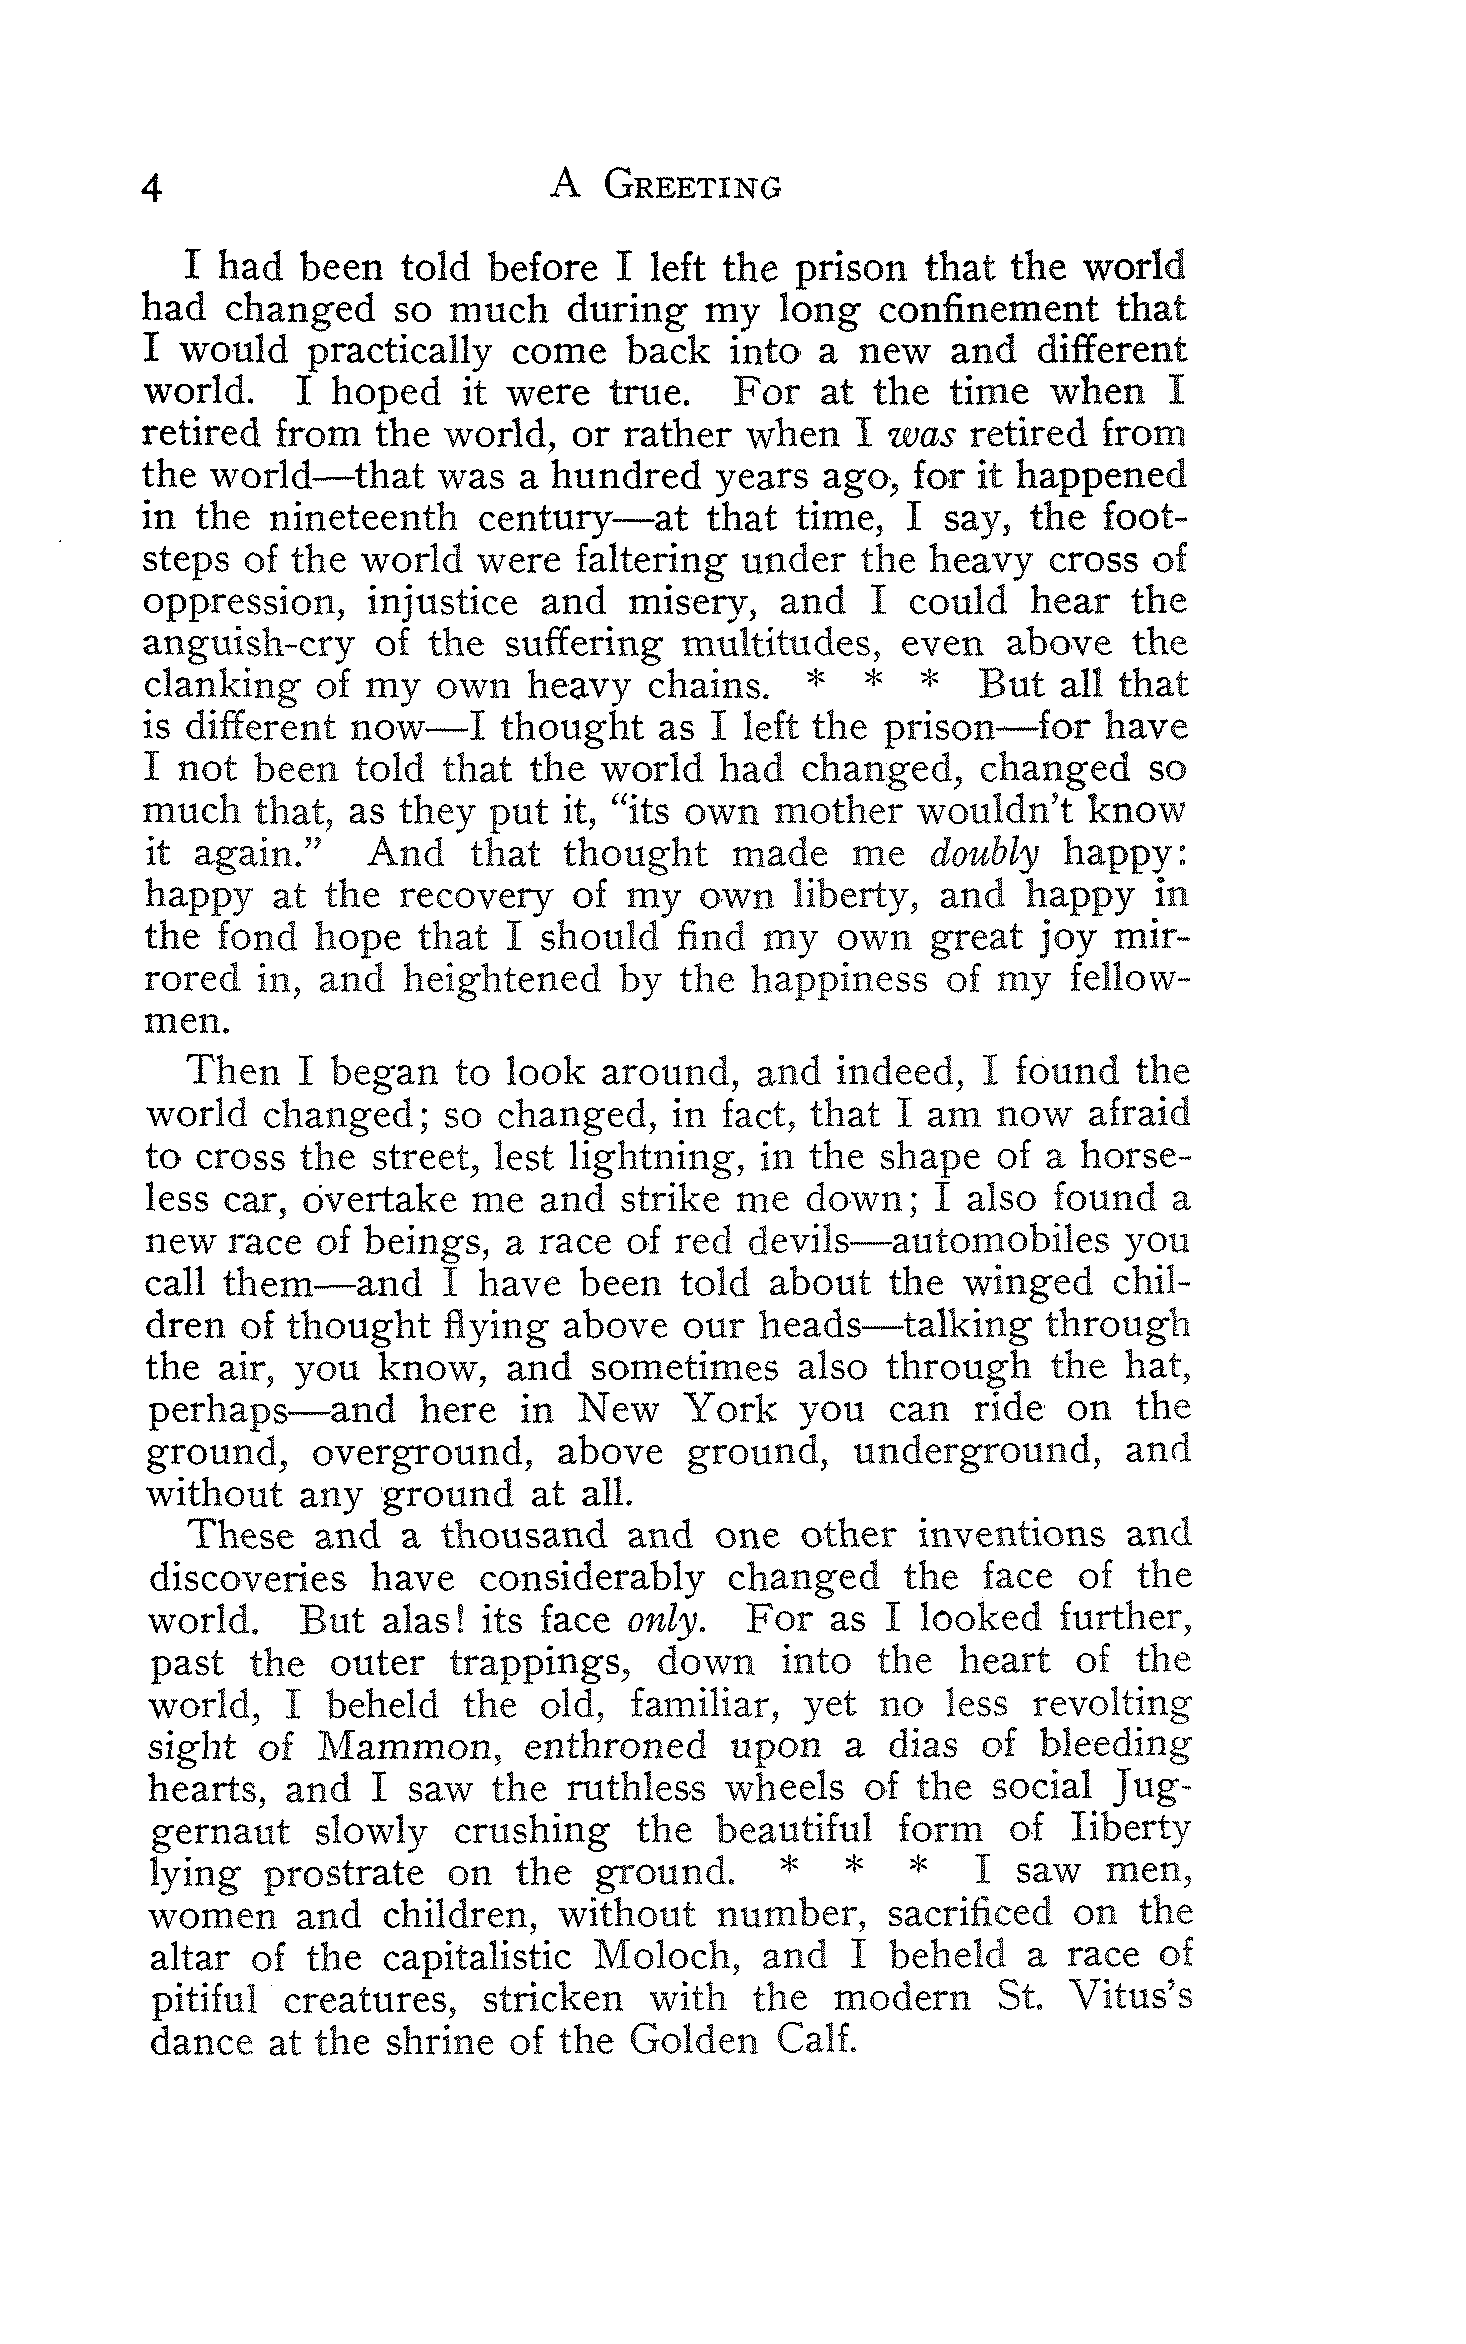 4 A GREETING
I had been told before I left the prison that the world
had changed so much during my long confinement that
I would practically come back into a new and different
world. I hoped it were true. For at the time when I
retired from the world, or rather when I was retired from
the world—that was a hundred years ago, for it happened
in the nineteenth century—at that time, I say, the foot-
steps of the world were faltering under the heavy cross of
oppression, injustice and misery, and I could hear the
anguish-cry of the suffering multitudes, even above the
clanking of my own heavy chains. * * * But all that
is different now—I thought as I left the prison—for have
I not been told that the world had changed, changed so
much that, as they put it, “its own mother wouldn't know
it again.” And that thought made me doubly happy:
happy at the recovery of my own liberty, and happy in
the fond hope that I should find my own great joy mir-
rored in, and heightened by the happiness of my fellow-
men.
Then I began to look around, and indeed, I found the
world changed; so changed, in fact, that I am now afraid
to cross the street, lest lightning, in the shape of a horse-
less car, overtake me and strike me down; I also found a
new race of beings, a race of red devils—automobiles you
call them—and I have been told about the winged chil-
dren of thought flying above our heads—talking through
the air, you know, and sometimes also through the hat,
perhaps—and here in New York you can ride on the
ground, overground, above ground, underground, and
without any ground at all.
These and a thousand and one other inventions and
discoveries have considerably changed the face of the
world. But alas! its face only. For as I looked further,
past the outer trappings, down into the heart of the
world, I beheld the old, familiar, yet no less revolting
sight of Mammon, enthroned upon a dias of bleeding
hearts, and I saw the ruthless wheels of the social Jug-
gernaut slowly crushing the beautiful form of liberty
lying prostrate on the ground. * * * I saw men,
women and children, without number, sacrificed on the
altar of the capitalistic Moloch, and I beheld a race of
pitiful creatures, stricken with the modern St. Vitus's
dance at the shrine of the Golden Calf.